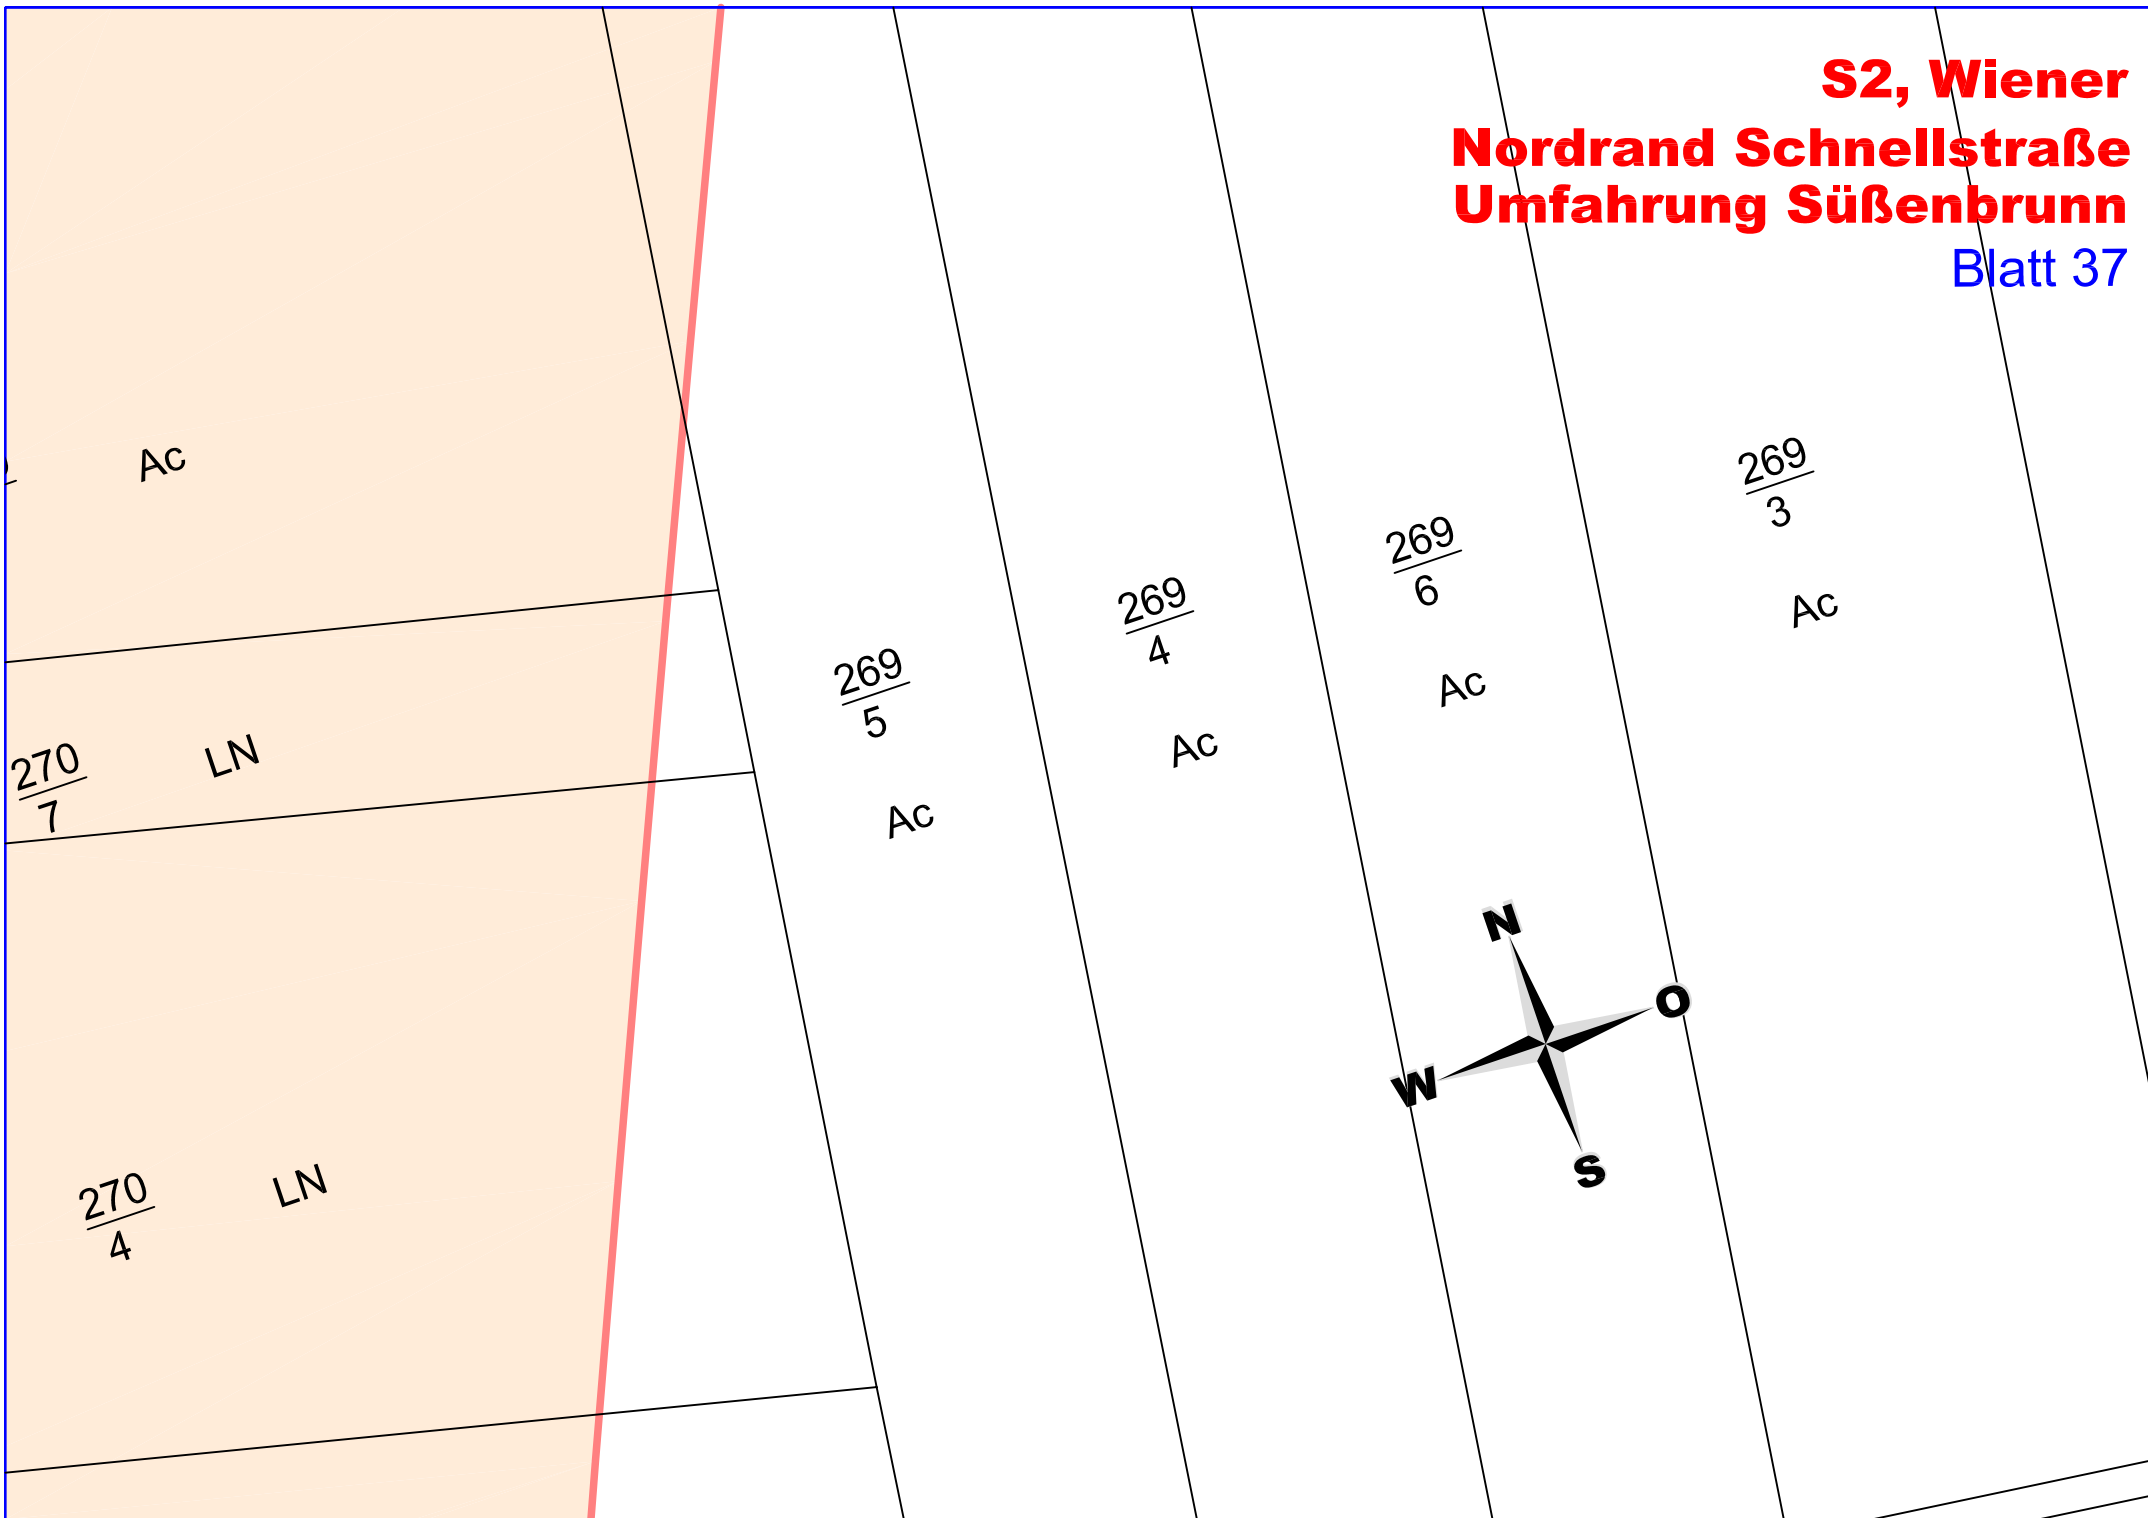 S2, Wiener
Nordrand Schnellstraße
Umfahrung Süßenbrunn
Blatt 37
Ac
269
3
Ac
269
6
Ac
269
4
Ac
269
5
Ac
270
7
LN
270
4
LN
N
O
W
S